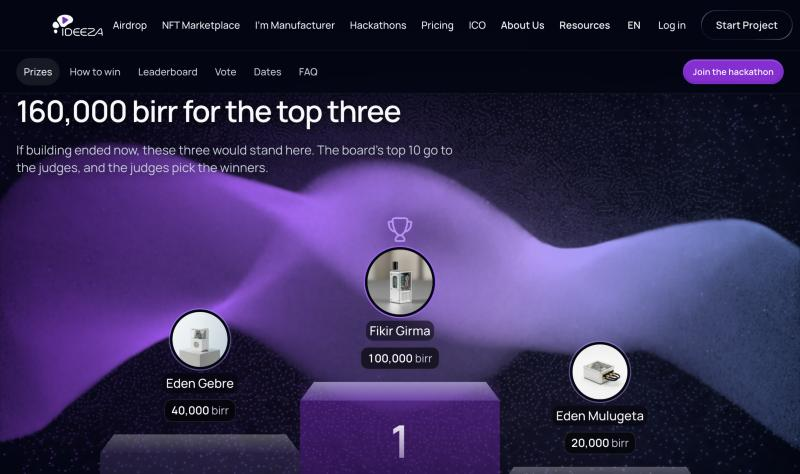 IDEEZA
Airdrop NFT Marketplace I'm Manufacturer Hackathons Pricing ICO About Us Resources EN Log in Start Project
Prizes How to win Leaderboard Vote Dates FAQ Join the hackathon
160,000 birr for the top three
If building ended now, these three would stand here. The board's top 10 go to
the judges, and the judges pick the winners.
Fikir Girma
100,000 birr
Eden Gebre
40,000 birr
Eden Mulugeta
20,000 birr
1